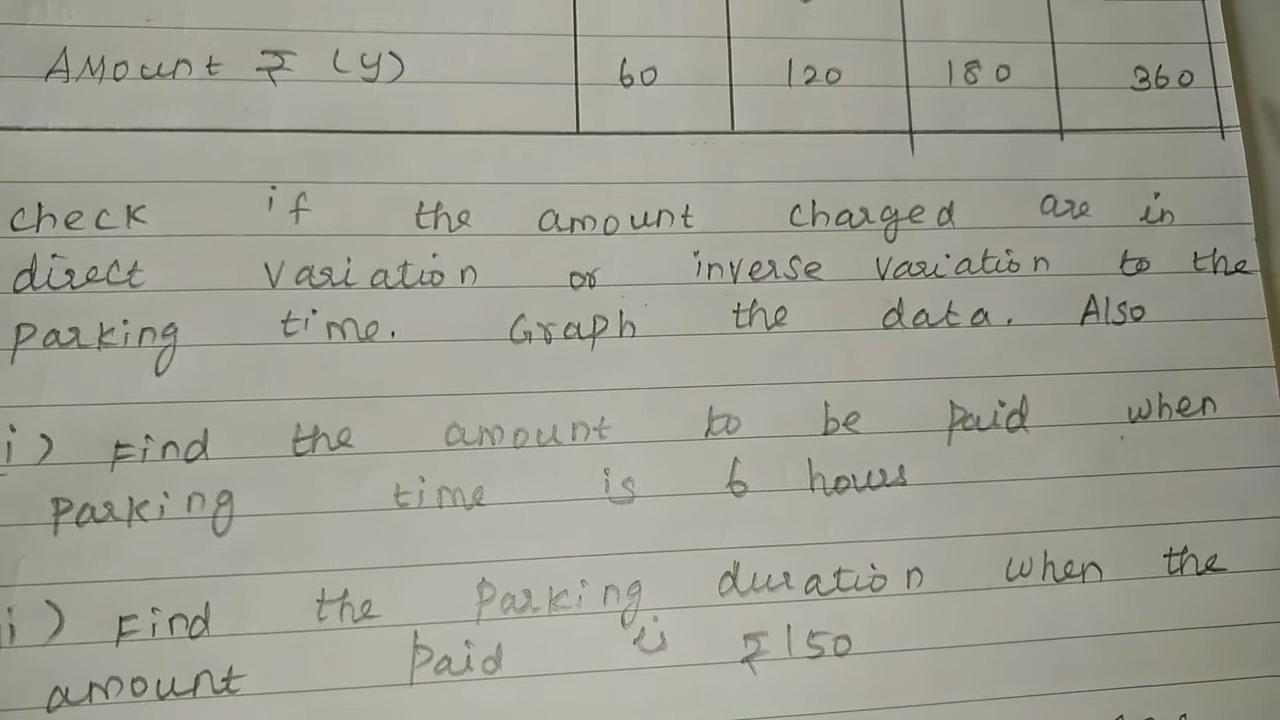 Amount ₹ (y) 60 120 180 360
check if the amount charged are in
direct variation or inverse variation to the
parking time. Graph the data. Also
i) Find the amount to be paid when
parking time is 6 hours
i) Find the parking duration when the
amount paid is ₹150